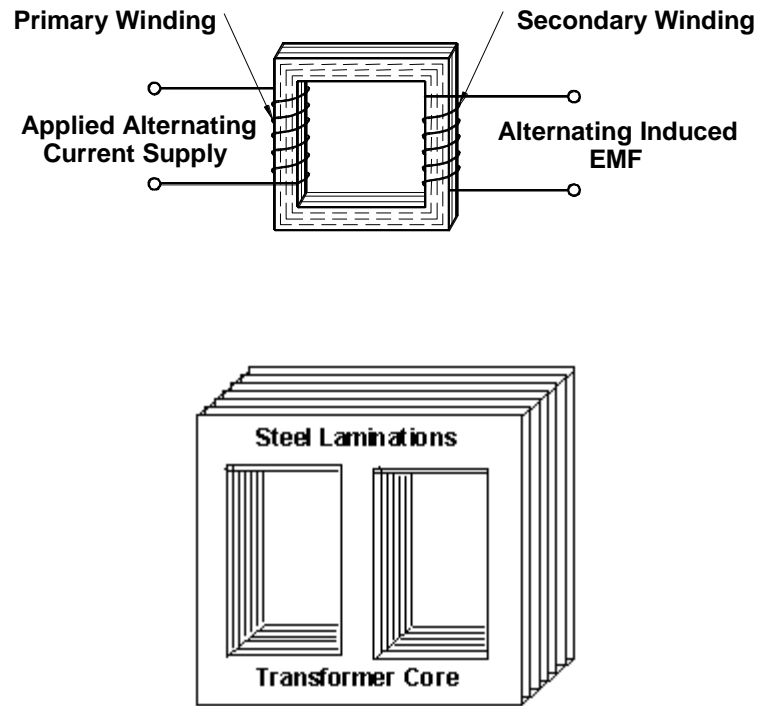 Primary Winding
Secondary Winding
Applied Alternating
Current Supply
Alternating Induced
EMF
Steel Laminations
Transformer Core